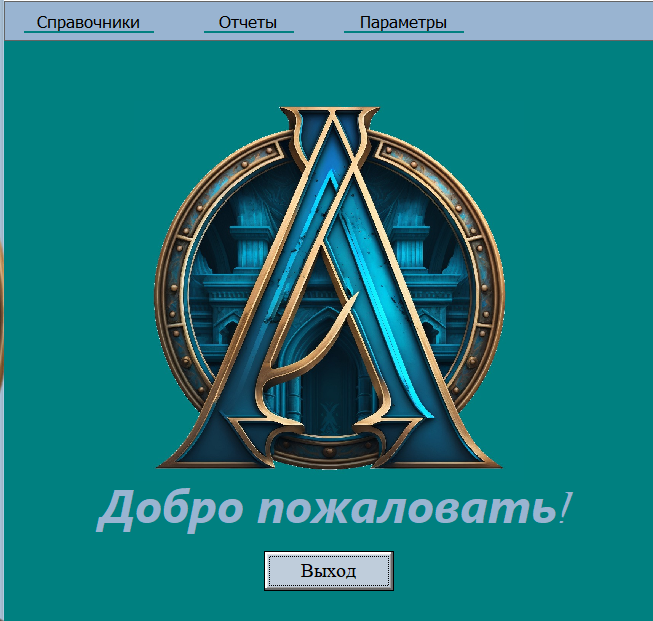 Справочники Отчеты Параметры
A
Добро пожаловать!
Выход